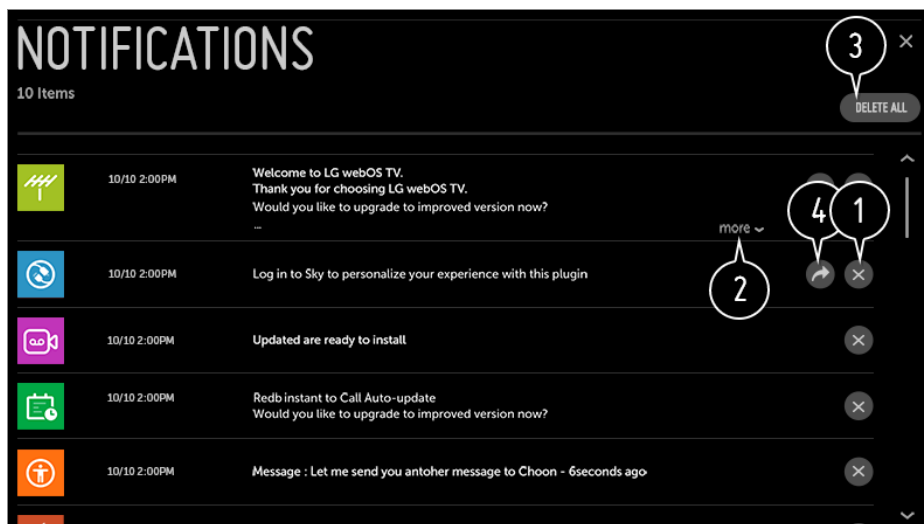 NOTIFICATIONS
10 Items
3
DELETE ALL
10/10 2:00PM
Welcome to LG webOS TV.
Thank you for choosing LG webOS TV.
Would you like to upgrade to improved version now?
...
more
4
1
2
10/10 2:00PM
Log in to Sky to personalize your experience with this plugin
10/10 2:00PM
Updated are ready to install
10/10 2:00PM
Redb instant to Call Auto-update
Would you like to upgrade to improved version now?
10/10 2:00PM
Message : Let me send you antoher message to Choon - 6seconds ago